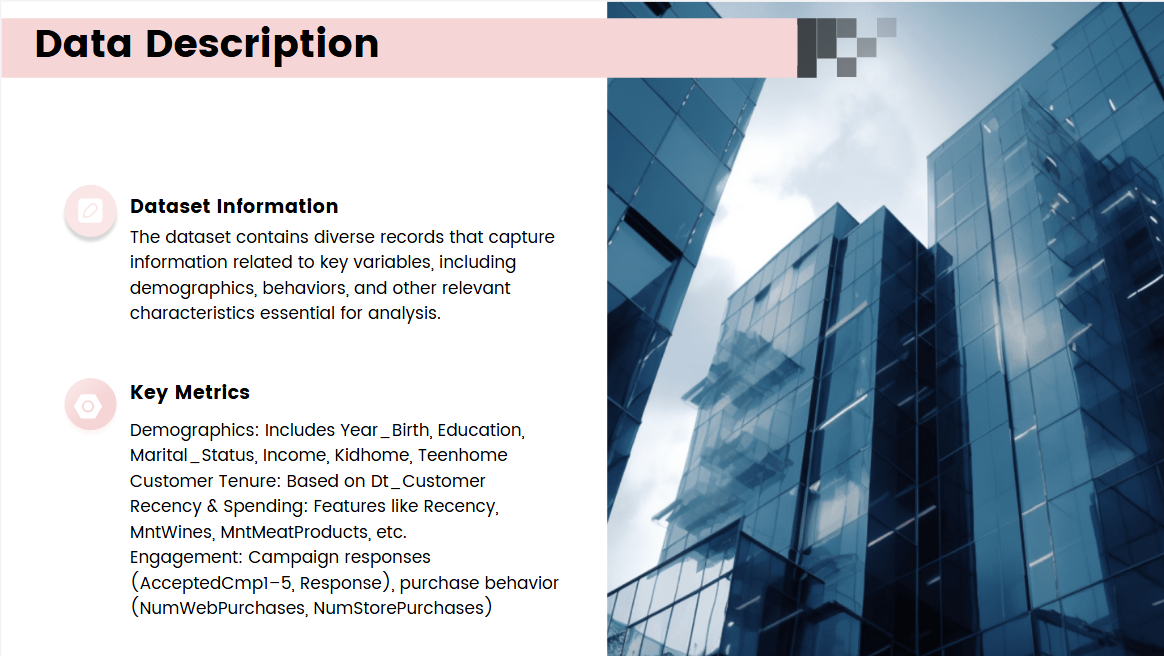 Data Description
Dataset Information
The dataset contains diverse records that capture
information related to key variables, including
demographics, behaviors, and other relevant
characteristics essential for analysis.
Key Metrics
Demographics: Includes Year_Birth, Education,
Marital_Status, Income, Kidhome, Teenhome
Customer Tenure: Based on Dt_Customer
Recency & Spending: Features like Recency,
MntWines, MntMeatProducts, etc.
Engagement: Campaign responses
(AcceptedCmp1–5, Response), purchase behavior
(NumWebPurchases, NumStorePurchases)